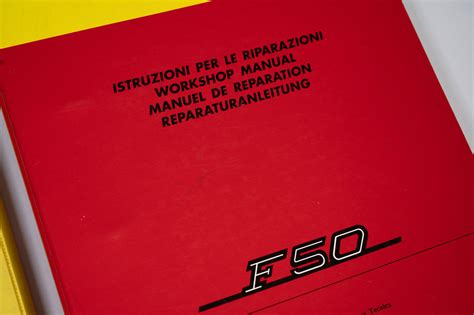 ISTRUZIONI PER LE RIPARAZIONI
WORKSHOP MANUAL
MANUEL DE REPARATION
REPARATURANLEITUNG
F50